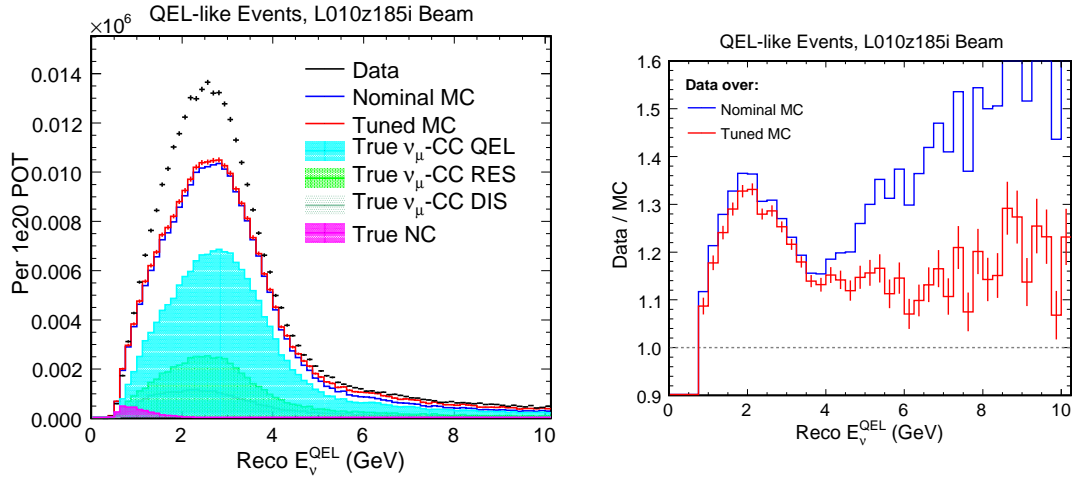 QEL-like Events, L010z185i Beam
×10⁶
Per 1e20 POT
0.014
0.012
0.010
0.008
0.006
0.004
0.002
0.000
Data
Nominal MC
Tuned MC
True ν_μ-CC QEL
True ν_μ-CC RES
True ν_μ-CC DIS
True NC
0 2 4 6 8 10
Reco E_ν^QEL (GeV)
QEL-like Events, L010z185i Beam
Data / MC
1.6
1.5
1.4
1.3
1.2
1.1
1.0
0.9
Data over:
Nominal MC
Tuned MC
0 2 4 6 8 10
Reco E_ν^QEL (GeV)